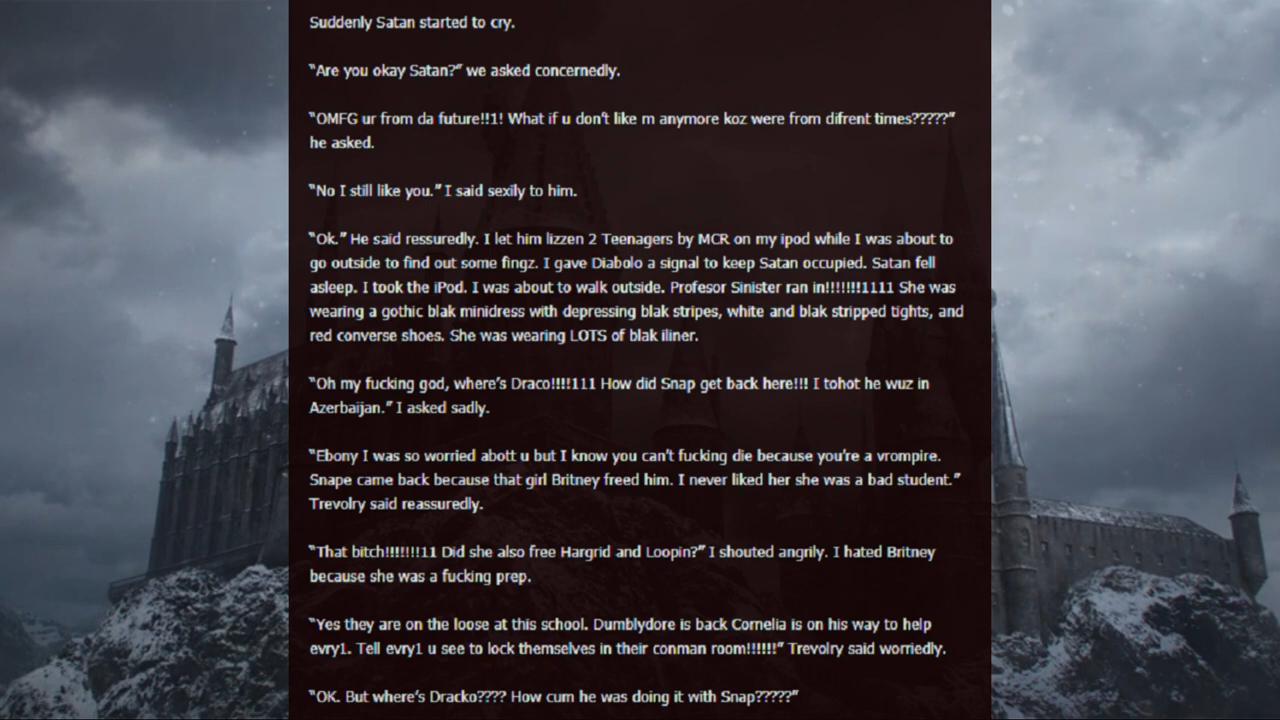 Suddenly Satan started to cry.
“Are you okay Satan?” we asked concernedly.
“OMFG ur from da future!!1! What if u don’t like m anymore koz were from difrent times?????”
he asked.
“No I still like you.” I said sexily to him.
“Ok.” He said ressuredly. I let him lizzen 2 Teenagers by MCR on my ipod while I was about to
go outside to find out some fingz. I gave Diabolo a signal to keep Satan occupied. Satan fell
asleep. I took the iPod. I was about to walk outside. Profesor Sinister ran in!!!!!!!1111 She was
wearing a gothic blak minidress with depressing blak stripes, white and blak stripped tights, and
red converse shoes. She was wearing LOTS of blak iliner.
“Oh my fucking god, where’s Draco!!!!111 How did Snap get back here!!! I tohot he wuz in
Azerbaijan.” I asked sadly.
“Ebony I was so worried abott u but I know you can’t fucking die because you’re a vrompire.
Snape came back because that girl Britney freed him. I never liked her she was a bad student.”
Trevolry said reassuredly.
“That bitch!!!!!!!11 Did she also free Hargrid and Loopin?” I shouted angrily. I hated Britney
because she was a fucking prep.
“Yes they are on the loose at this school. Dumblydore is back Cornelia is on his way to help
evry1. Tell evry1 u see to lock themselves in their conman room!!!!!!” Trevolry said worriedly.
“OK. But where’s Dracko???? How cum he was doing it with Snap?????”